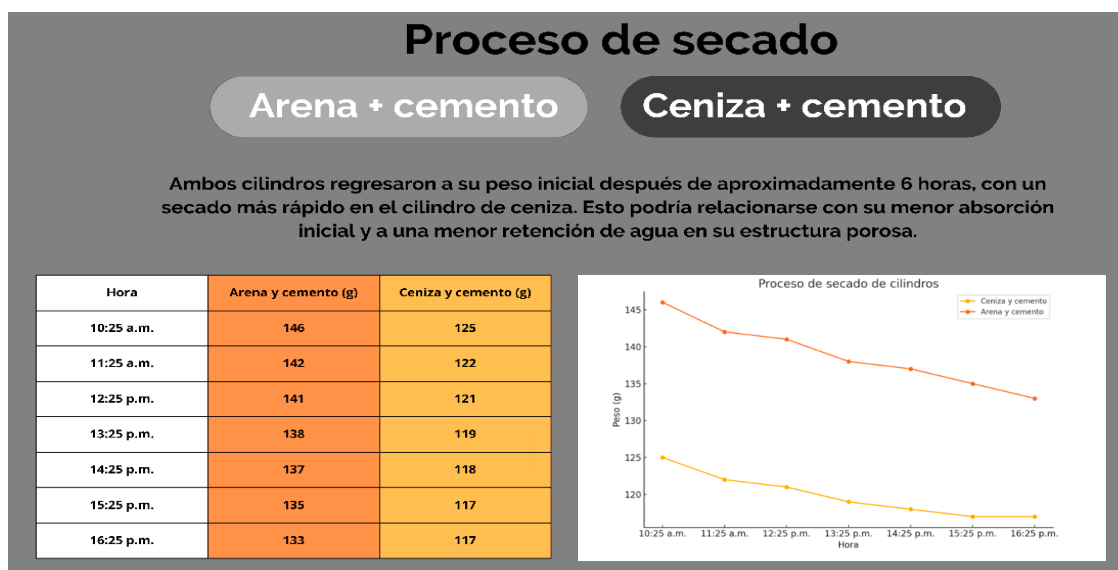 Proceso de secado
Arena + cemento
Ceniza + cemento
Ambos cilindros regresaron a su peso inicial después de aproximadamente 6 horas, con un
secado más rápido en el cilindro de ceniza. Esto podría relacionarse con su menor absorción
inicial y a una menor retención de agua en su estructura porosa.
Hora Arena y cemento (g) Ceniza y cemento (g)
10:25 a.m. 146 125
11:25 a.m. 142 122
12:25 p.m. 141 121
13:25 p.m. 138 119
14:25 p.m. 137 118
15:25 p.m. 135 117
16:25 p.m. 133 117
Proceso de secado de cilindros
Ceniza y cemento
Arena y cemento
145
140
135
130
125
120
Peso (g)
10:25 a.m. 11:25 a.m. 12:25 p.m. 13:25 p.m. 14:25 p.m. 15:25 p.m. 16:25 p.m.
Hora